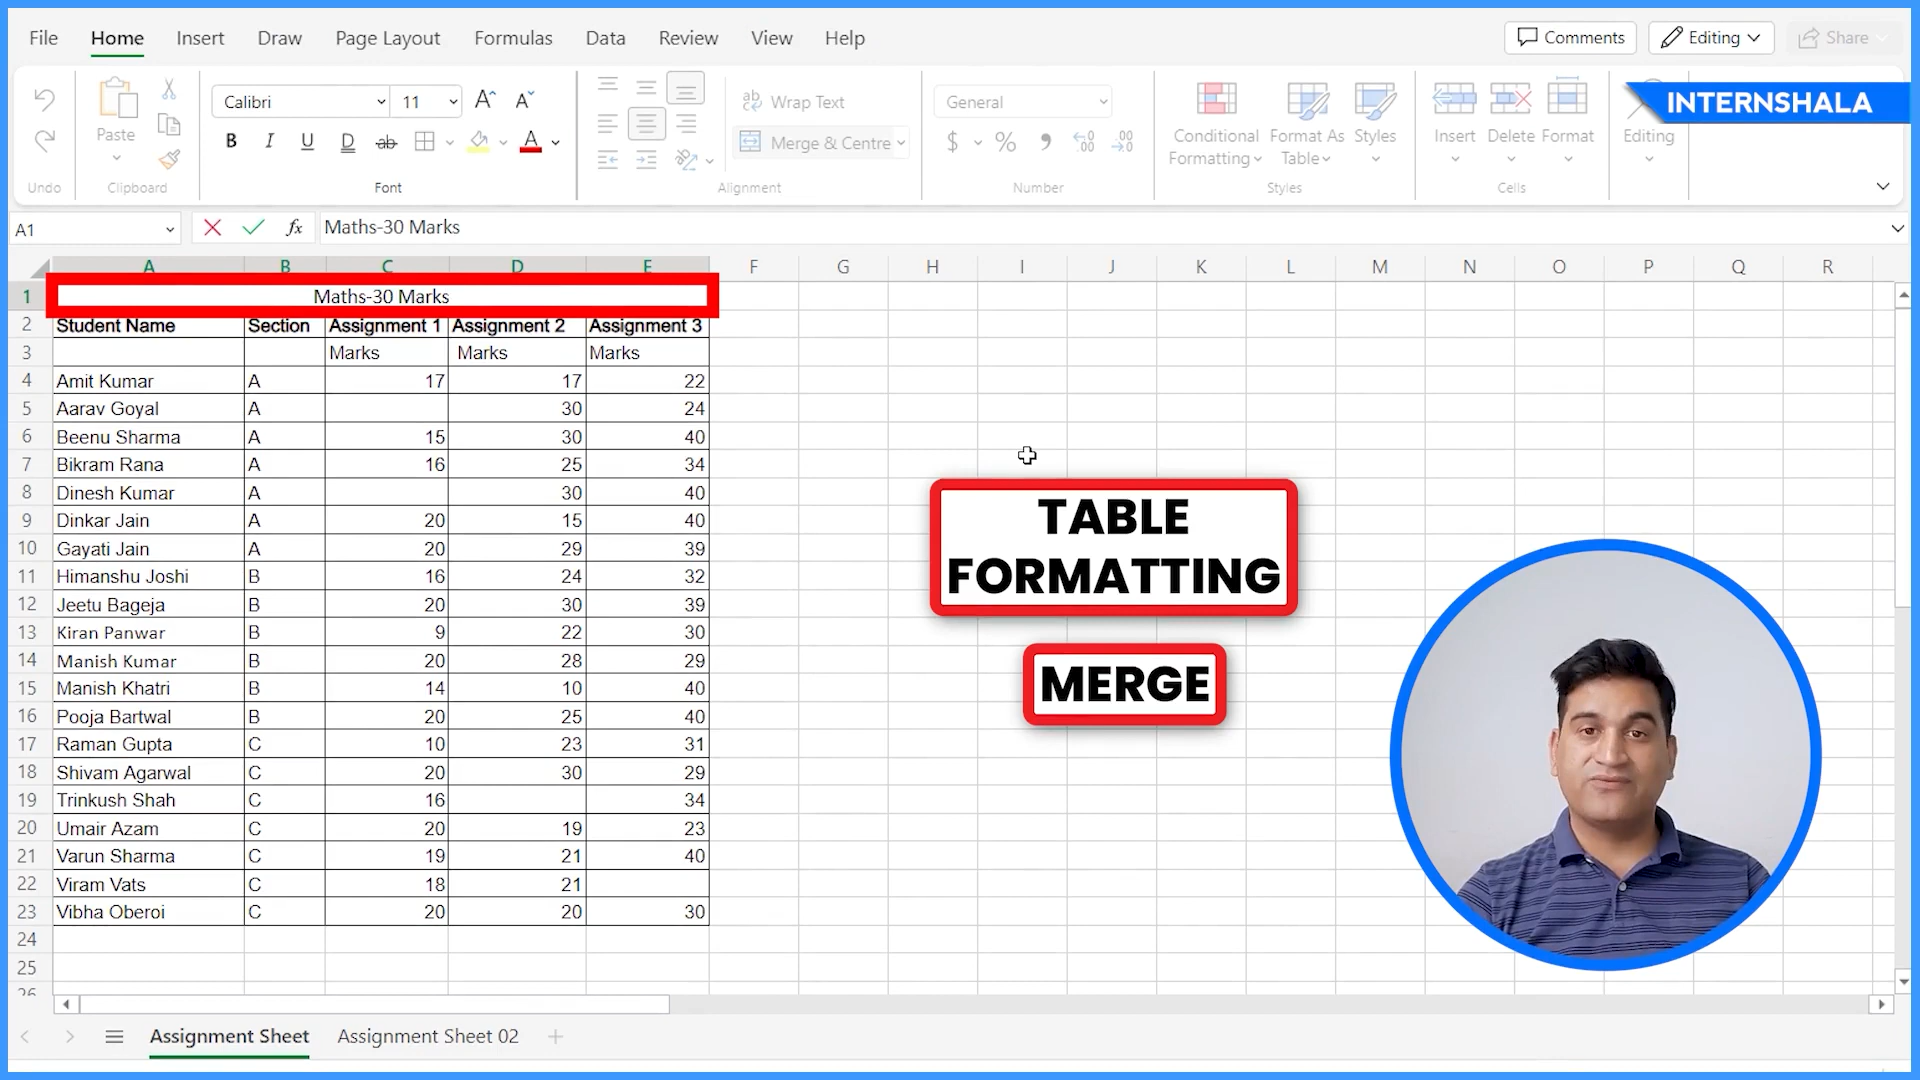 File Home Insert Draw Page Layout Formulas Data Review View Help Comments Editing Share
INTERNSHALA
Calibri 11 Wrap Text General
Paste B I U D ab A Merge & Centre $ % Conditional Formatting Format As Table Styles Insert Delete Format Editing
Undo Clipboard Font Alignment Number Styles Cells
A1 fx Maths-30 Marks
A B C D E F G H I J K L M N O P Q R
1 Maths-30 Marks
2 Student Name Section Assignment 1 Assignment 2 Assignment 3
3 Marks Marks Marks
4 Amit Kumar A 17 17 22
5 Aarav Goyal A 30 24
6 Beenu Sharma A 15 30 40
7 Bikram Rana A 16 25 34
8 Dinesh Kumar A 30 40
9 Dinkar Jain A 20 15 40
10 Gayati Jain A 20 29 39
11 Himanshu Joshi B 16 24 32
12 Jeetu Bageja B 20 30 39
13 Kiran Panwar B 9 22 30
14 Manish Kumar B 20 28 29
15 Manish Khatri B 14 10 40
16 Pooja Bartwal B 20 25 40
17 Raman Gupta C 10 23 31
18 Shivam Agarwal C 20 30 29
19 Trinkush Shah C 16 34
20 Umair Azam C 20 19 23
21 Varun Sharma C 19 21 40
22 Viram Vats C 18 21
23 Vibha Oberoi C 20 20 30
24
25
26
TABLE
FORMATTING
MERGE
Assignment Sheet Assignment Sheet 02